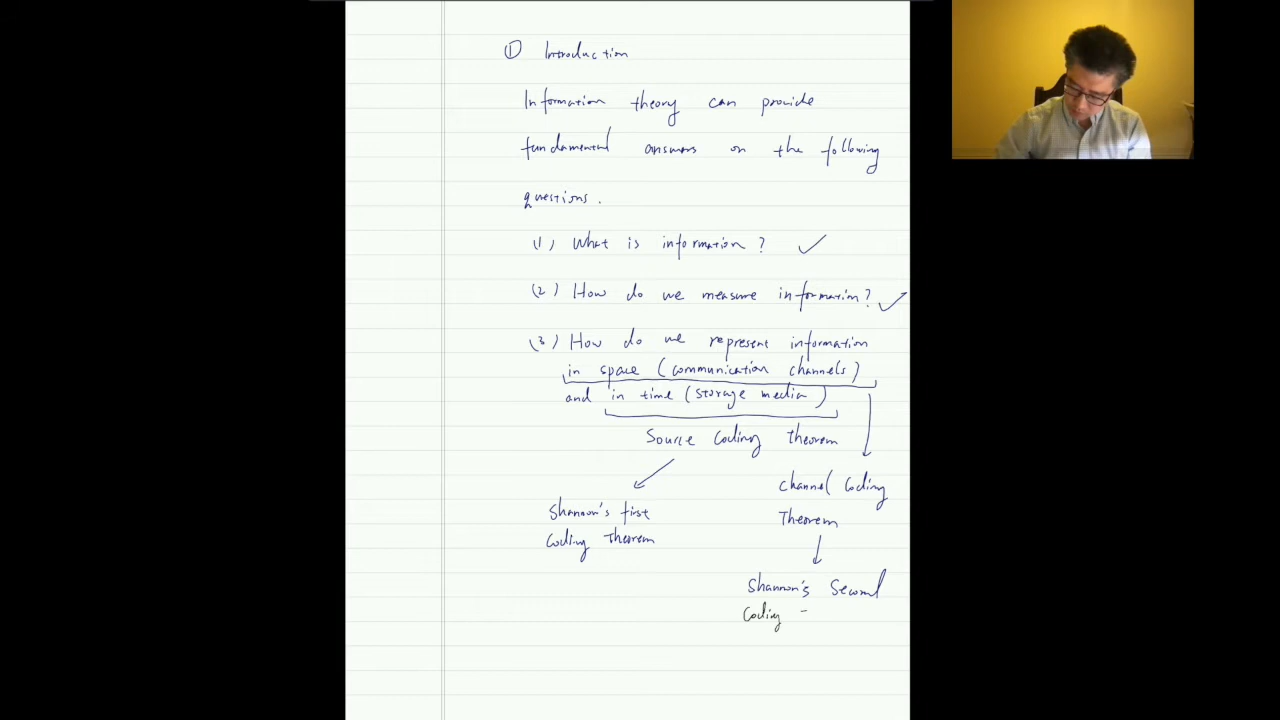 ① Introduction
Information theory can provide
fundamental answers on the following
questions.
(1) What is information? ✓
(2) How do we measure information? ✓
(3) How do we represent information
in space (communication channels)
and in time (storage media)
Source Coding Theorem
Channel Coding
Theorem
Shannon's first
Coding Theorem
Shannon's Second
Coding